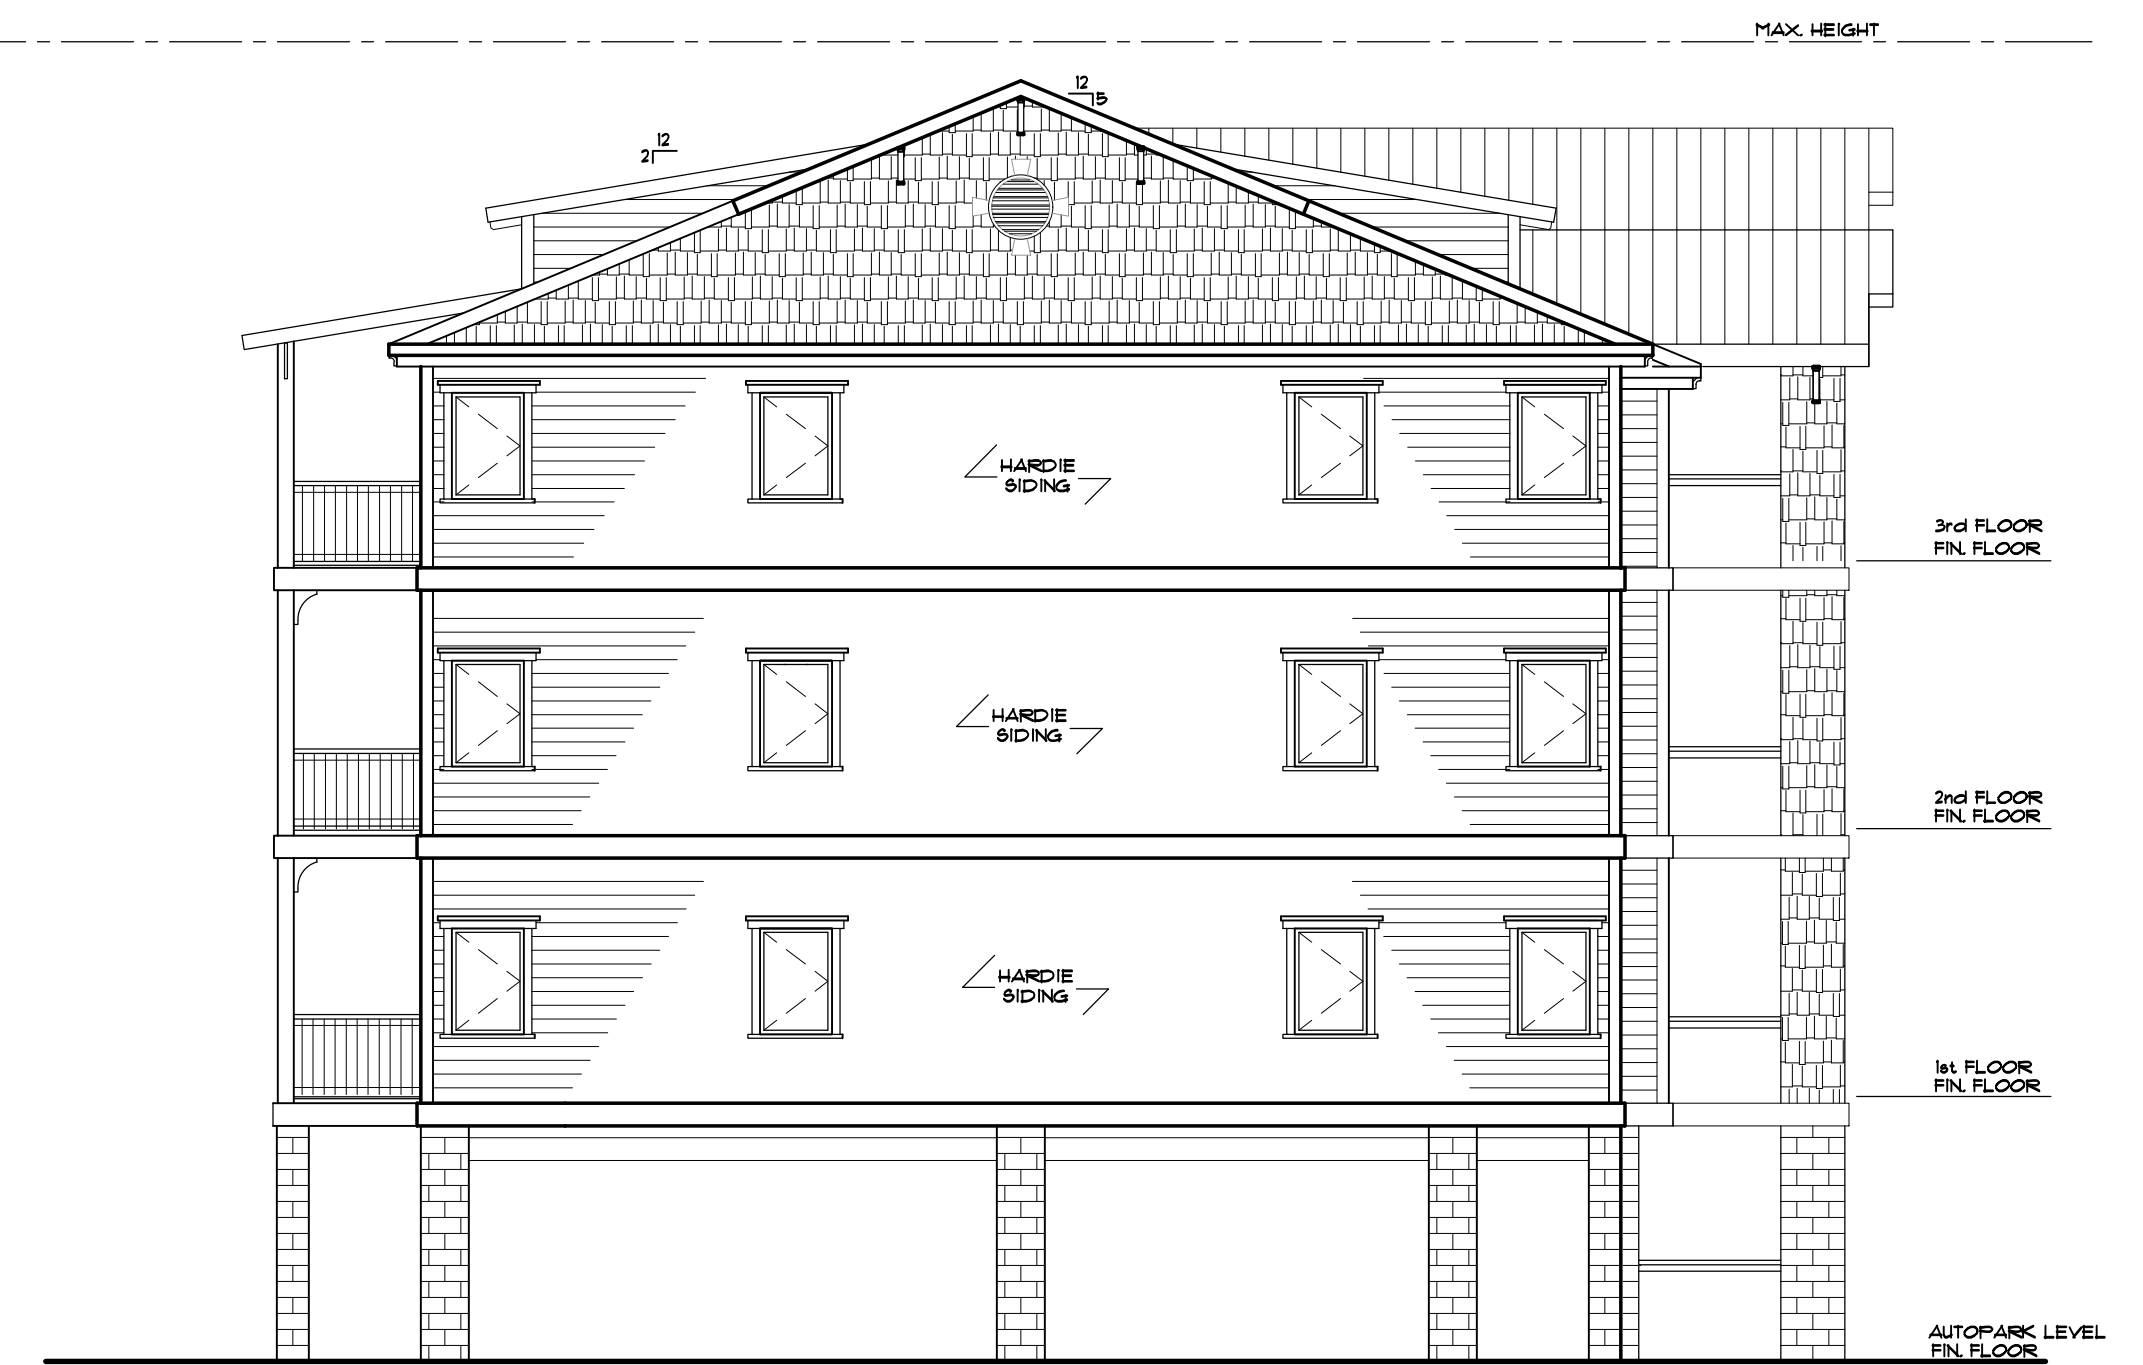 MAX. HEIGHT
12
5
12
2
HARDIE
SIDING
3rd FLOOR
FIN. FLOOR
HARDIE
SIDING
2nd FLOOR
FIN. FLOOR
HARDIE
SIDING
1st FLOOR
FIN. FLOOR
AUTOPARK LEVEL
FIN. FLOOR